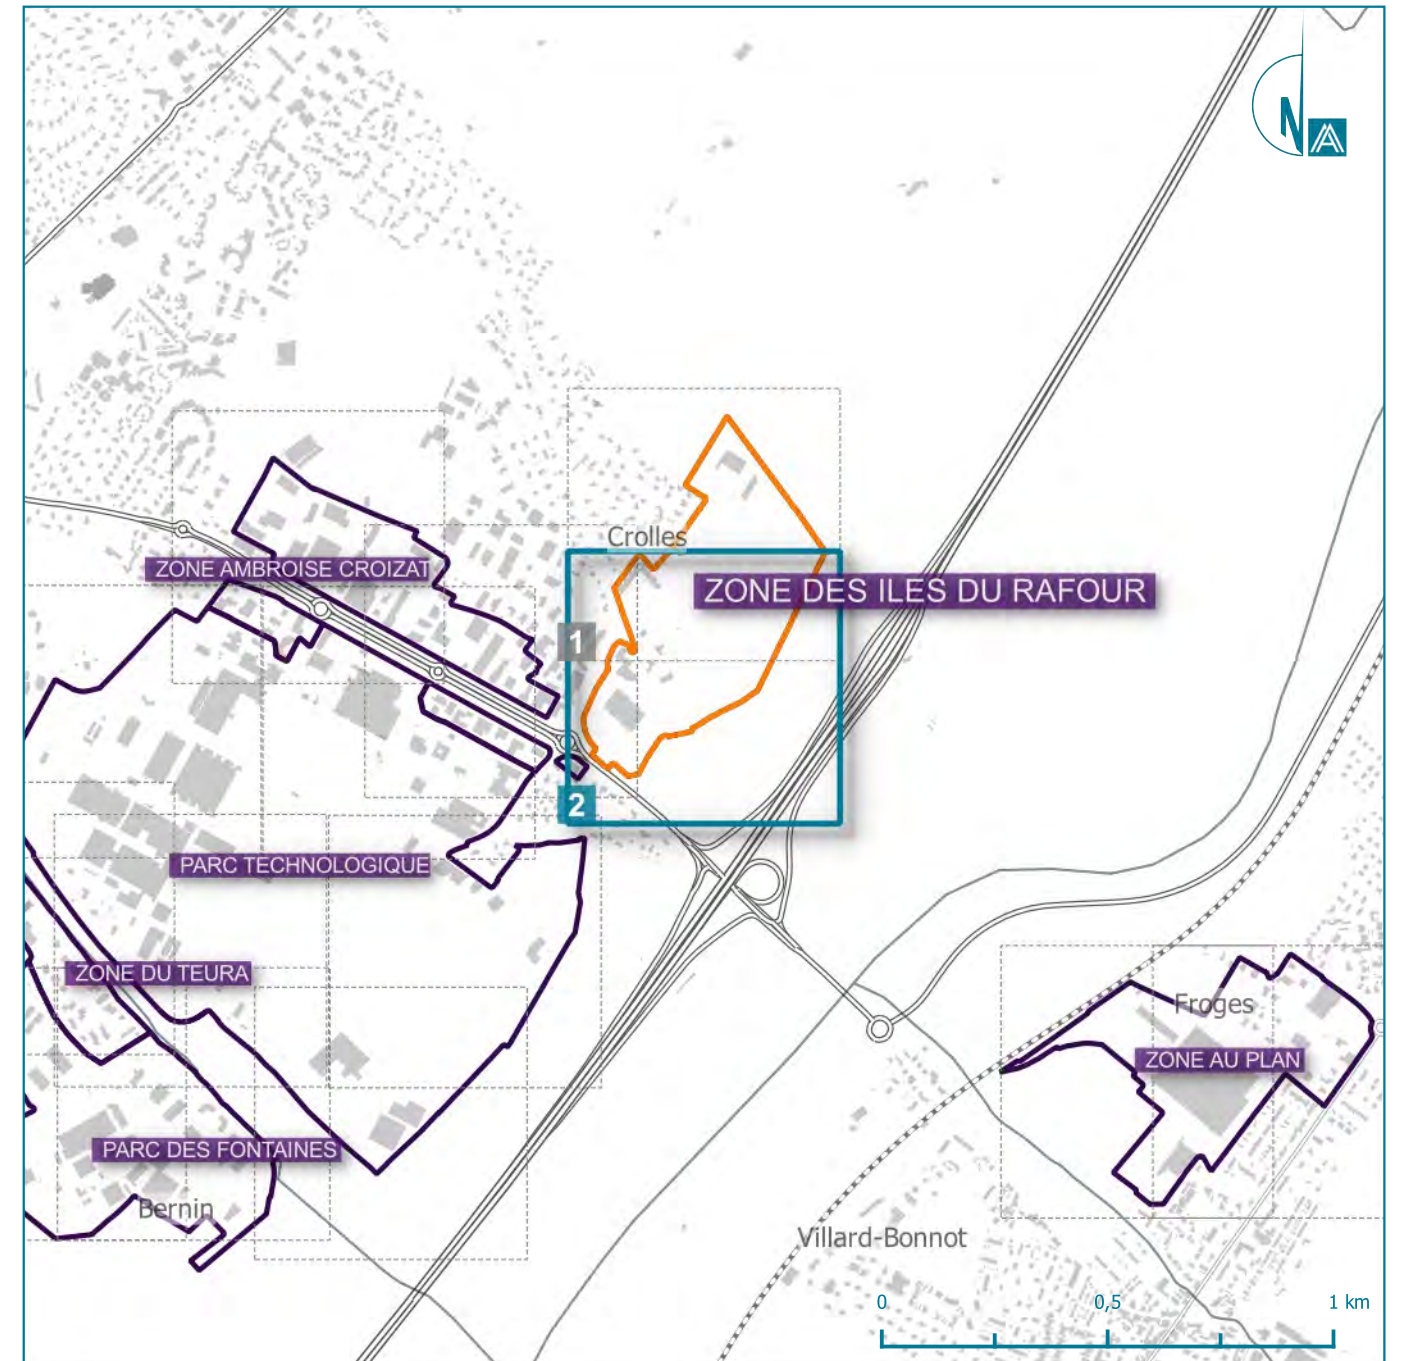 N
Crolles
ZONE AMBROISE CROIZAT
ZONE DES ILES DU RAFOUR
1
2
PARC TECHNOLOGIQUE
ZONE DU TEURA
Froges
ZONE AU PLAN
PARC DES FONTAINES
Bernin
Villard-Bonnot
0 0,5 1 km